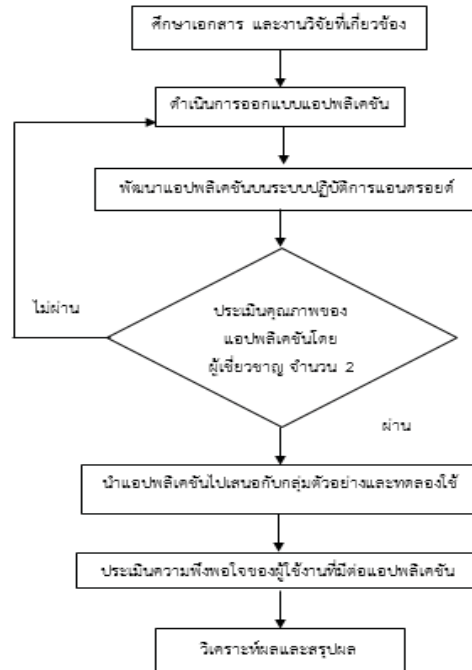 ศึกษาเอกสาร และงานวิจัยที่เกี่ยวข้อง
ดำเนินการออกแบบแอปพลิเคชัน
พัฒนาแอปพลิเคชันบนระบบปฏิบัติการแอนดรอยด์
ไม่ผ่าน
ประเมินคุณภาพของ
แอปพลิเคชันโดย
ผู้เชี่ยวชาญ จำนวน 2
ผ่าน
นำแอปพลิเคชันไปเสนอกับกลุ่มตัวอย่างและทดลองใช้
ประเมินความพึงพอใจของผู้ใช้งานที่มีต่อแอปพลิเคชัน
วิเคราะห์ผลและสรุปผล